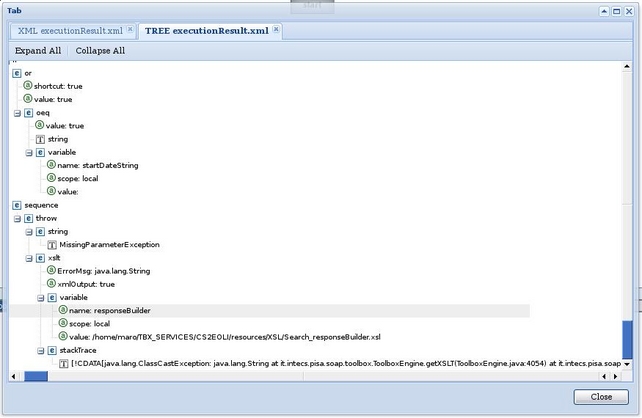 Tab
XML executionResult.xml
TREE executionResult.xml
Expand All
Collapse All
or
shortcut: true
value: true
oeq
value: true
string
variable
name: startDateString
scope: local
value:
sequence
throw
string
MissingParameterException
xslt
ErrorMsg: java.lang.String
xmlOutput: true
variable
name: responseBuilder
scope: local
value: /home/maro/TBX_SERVICES/CS2EOLI/resources/XSL/Search_responseBuilder.xsl
stackTrace
[!CDATA[java.lang.ClassCastException: java.lang.String at it.intecs.pisa.soap.toolbox.ToolboxEngine.getXSLT(ToolboxEngine.java:4054) at it.intecs.pisa.soap
Close